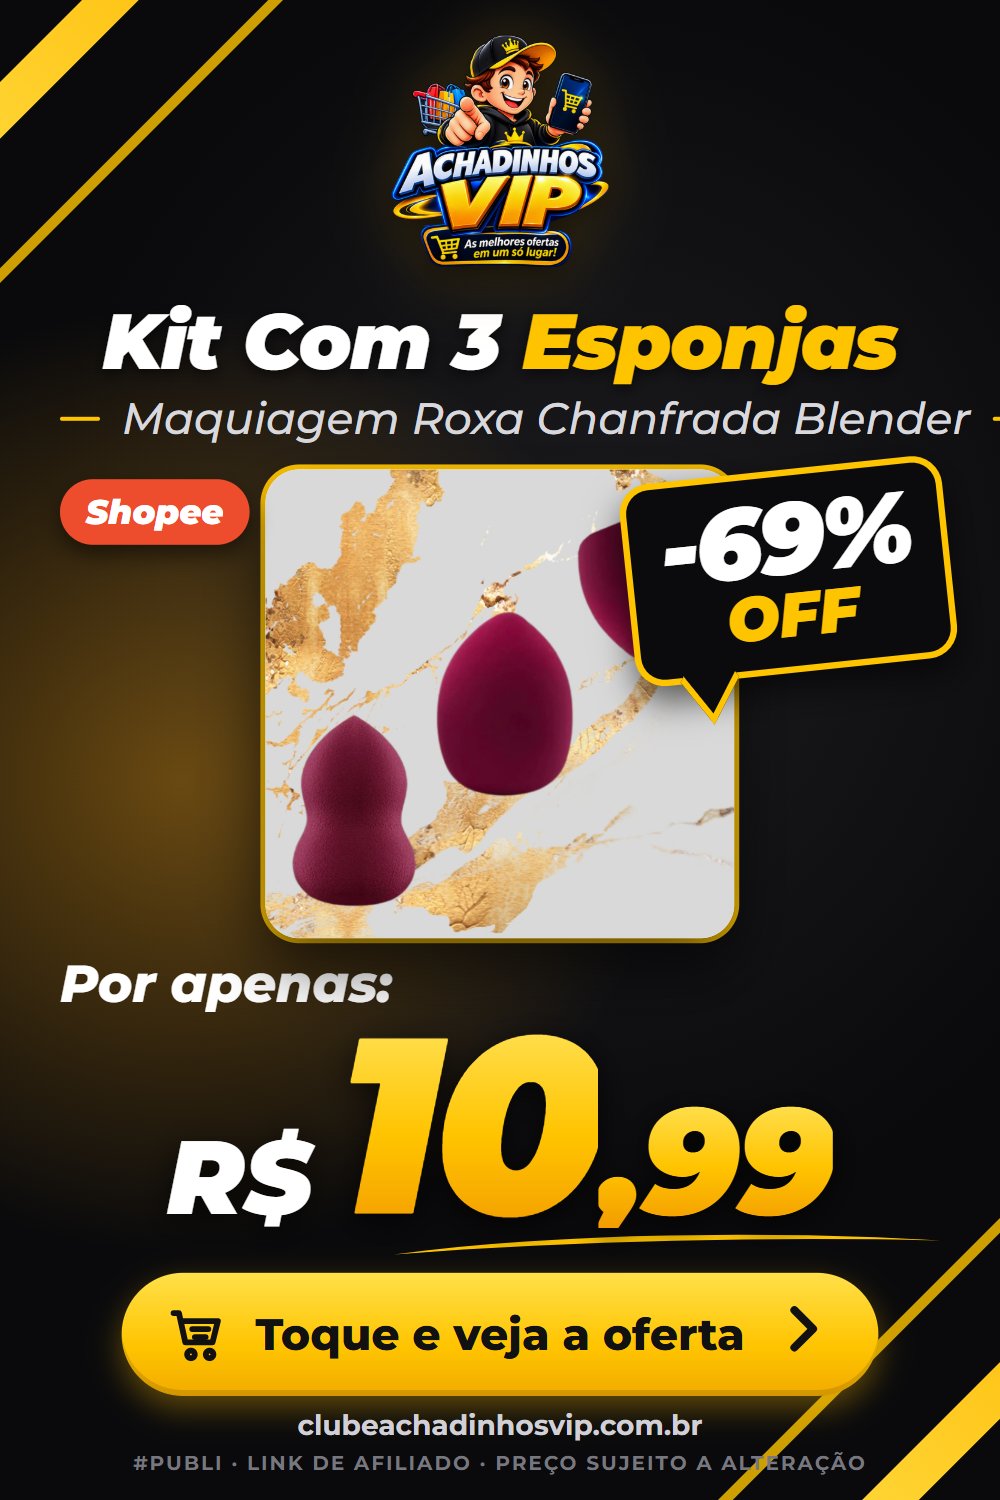 ACHADINHOS
VIP
As melhores ofertas
em um só lugar!
Kit Com 3 Esponjas
Maquiagem Roxa Chanfrada Blender
Shopee
-69%
OFF
Por apenas:
R$ 10,99
Toque e veja a oferta
clubeachadinhosvip.com.br
#PUBLI · LINK DE AFILIADO · PREÇO SUJEITO A ALTERAÇÃO